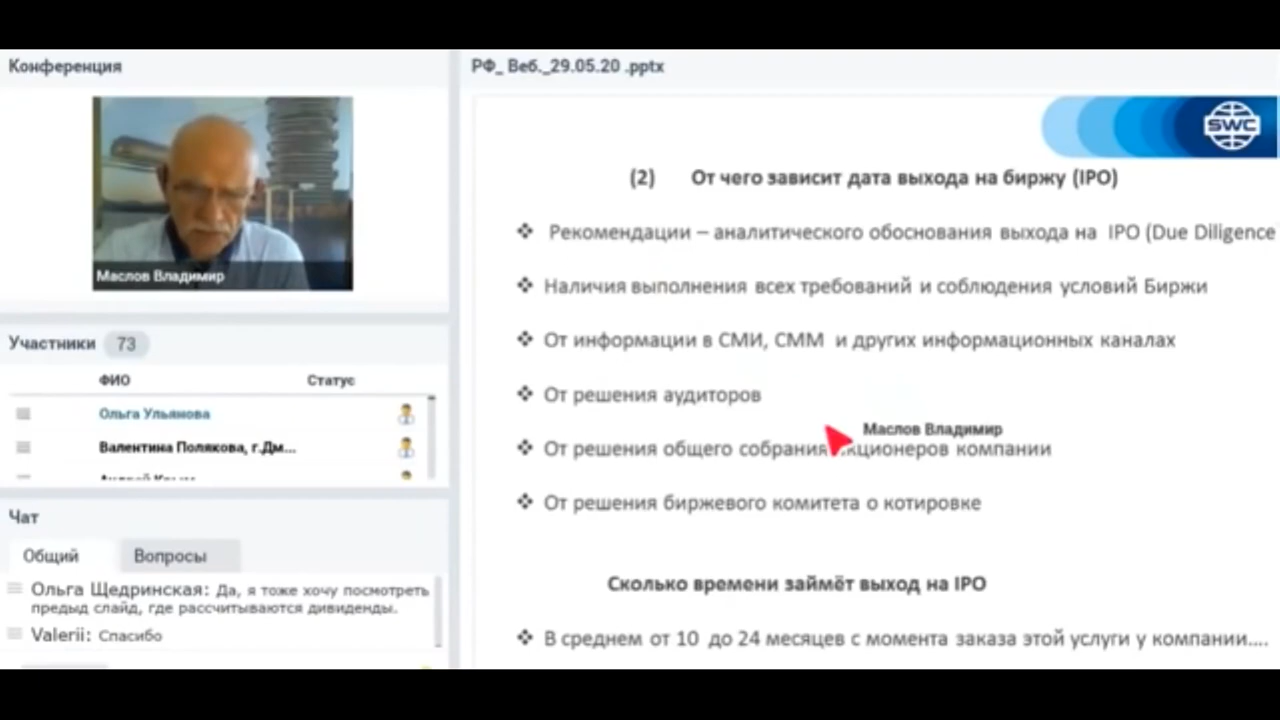 Конференция
Маслов Владимир
Участники 73
ФИО Статус
Ольга Ульянова
Валентина Полякова, г.Дм...
Чат
Общий Вопросы
Ольга Щедринская: Да, я тоже хочу посмотреть
предыд слайд, где рассчитываются дивиденды.
Valerii: Спасибо
РФ_ Веб._29.05.20 .pptx
SWC
(2) От чего зависит дата выхода на биржу (IPO)
❖ Рекомендации – аналитического обоснования выхода на IPO (Due Diligence
❖ Наличия выполнения всех требований и соблюдения условий Биржи
❖ От информации в СМИ, СММ и других информационных каналах
❖ От решения аудиторов
Маслов Владимир
❖ От решения общего собрания акционеров компании
❖ От решения биржевого комитета о котировке
Сколько времени займёт выход на IPO
❖ В среднем от 10 до 24 месяцев с момента заказа этой услуги у компании....